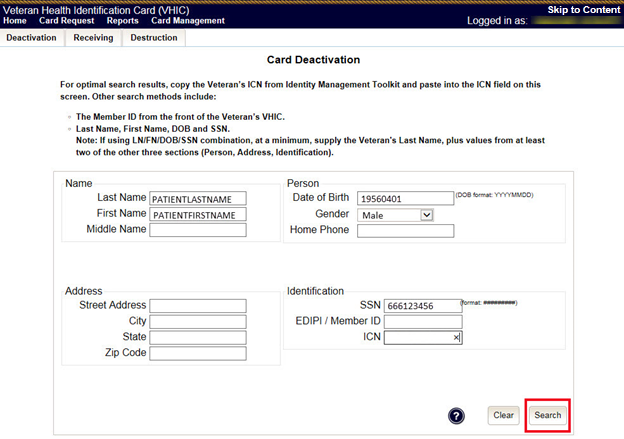 Veteran Health Identification Card (VHIC)
Skip to Content
Home Card Request Reports Card Management
Logged in as:
Deactivation Receiving Destruction
Card Deactivation
For optimal search results, copy the Veteran's ICN from Identity Management Toolkit and paste into the ICN field on this
screen. Other search methods include:
The Member ID from the front of the Veteran's VHIC.
Last Name, First Name, DOB and SSN.
Note: If using LN/FN/DOB/SSN combination, at a minimum, supply the Veteran's Last Name, plus values from at least
two of the other three sections (Person, Address, Identification).
Name
Last Name PATIENTLASTNAME
First Name PATIENTFIRSTNAME
Middle Name
Person
Date of Birth 19560401 (DOB format: YYYYMMDD)
Gender Male
Home Phone
Address
Street Address
City
State
Zip Code
Identification
SSN 666123456 (format: #########)
EDIPI / Member ID
ICN x
? Clear Search